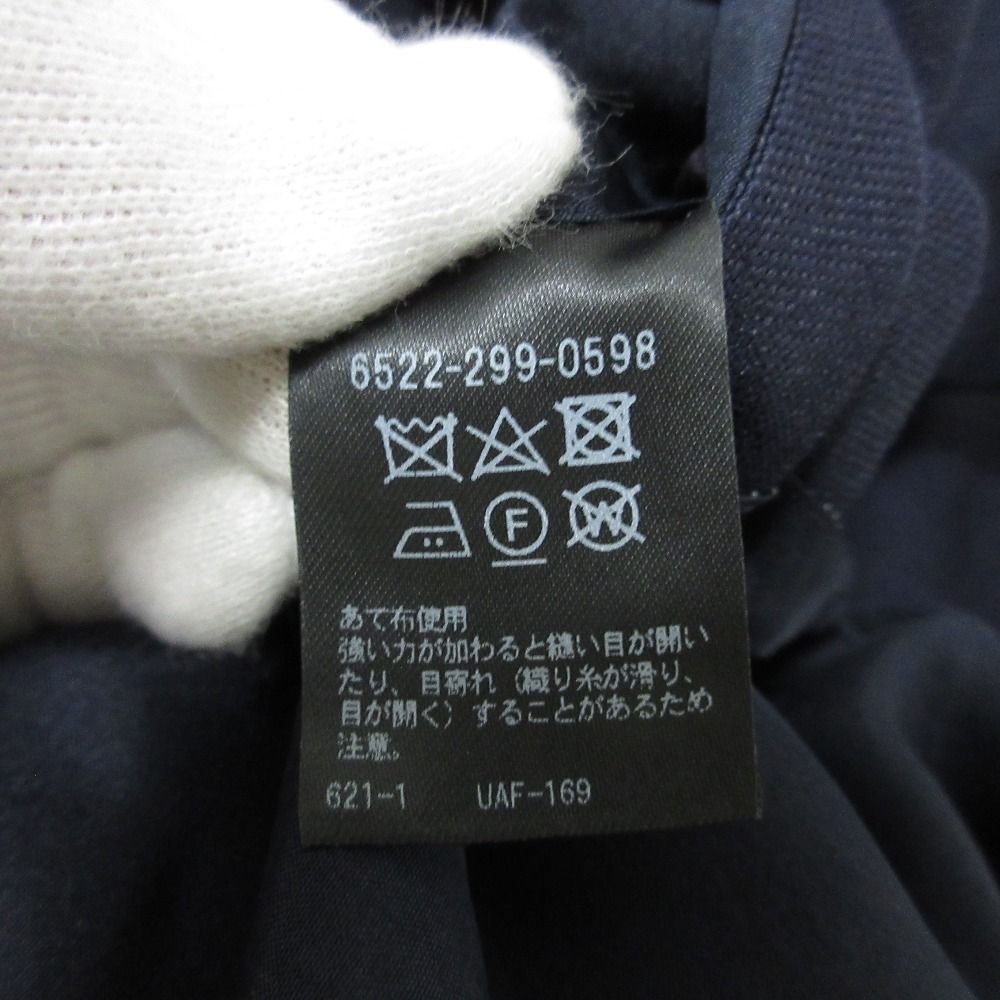 6522-299-0598
F
W
あて布使用
強い力が加わると縫い目が開い
たり、目寄れ(織り糸が滑り、
目が開く)することがあるため
注意。
621-1 UAF-169